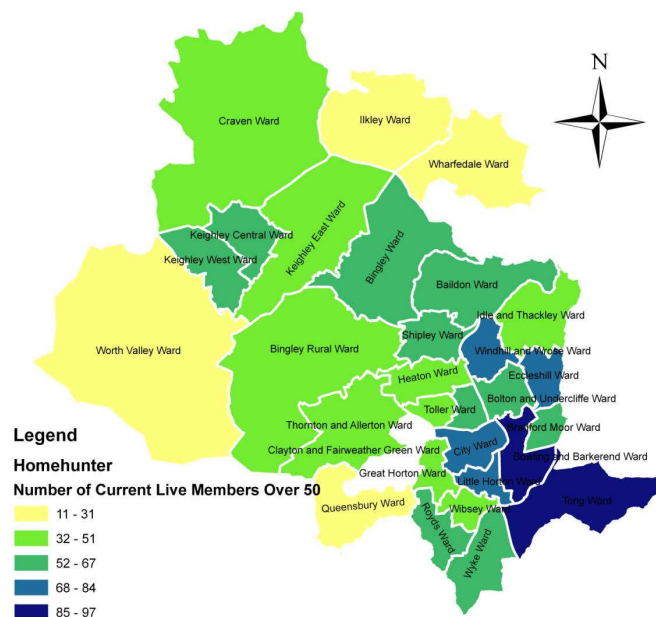 N
Craven Ward
Ilkley Ward
Wharfedale Ward
Keighley Central Ward
Keighley East Ward
Keighley West Ward
Bingley Ward
Baildon Ward
Worth Valley Ward
Bingley Rural Ward
Shipley Ward
Idle and Thackley Ward
Windhill and Wrose Ward
Heaton Ward
Eccleshill Ward
Toller Ward
Bolton and Undercliffe Ward
Thornton and Allerton Ward
Bradford Moor Ward
City Ward
Clayton and Fairweather Green Ward
Bowling and Barkerend Ward
Great Horton Ward
Little Horton Ward
Tong Ward
Queensbury Ward
Wibsey Ward
Royds Ward
Wyke Ward
Legend
Homehunter
Number of Current Live Members Over 50
11 - 31
32 - 51
52 - 67
68 - 84
85 - 97